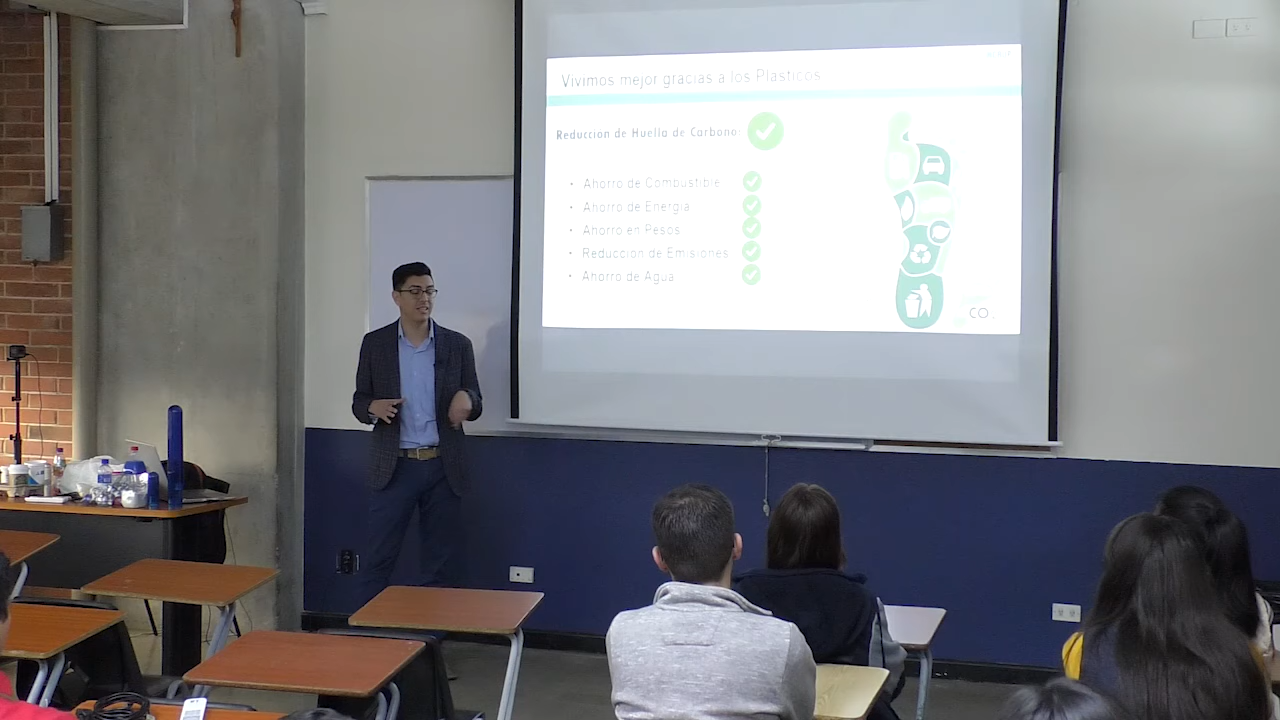 Vivimos mejor gracias a los Plasticos
Reduccion de Huella de Carbono:
• Ahorro de Combustible
• Ahorro de Energia
• Ahorro en Pesos
• Reduccion de Emisiones
• Ahorro de Agua
CO